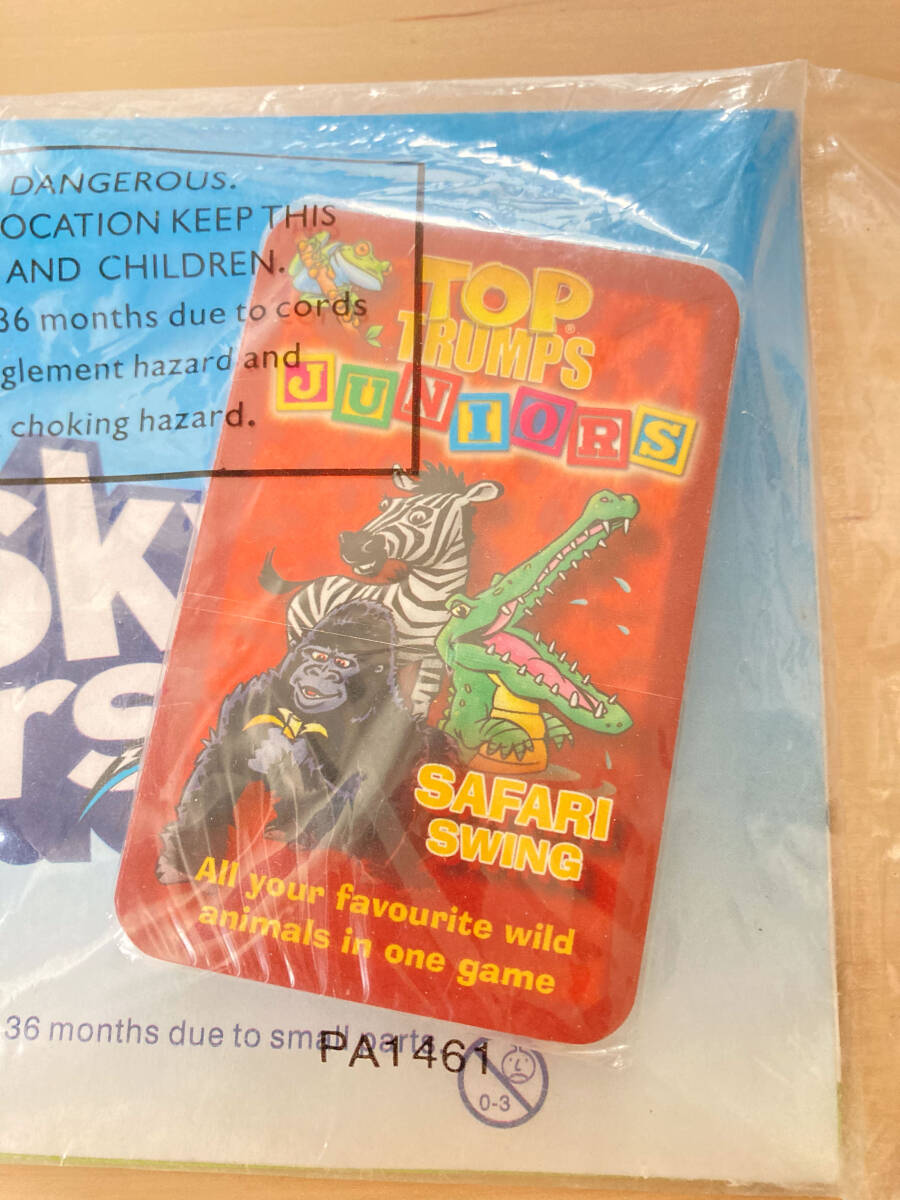 DANGEROUS.
OCATION KEEP THIS
AND CHILDREN.
36 months due to cords
glement hazard and
choking hazard.
TOP
TRUMPS®
JUNIORS
sk
rs
SAFARI
SWING
All your favourite wild
animals in one game
36 months due to small parts
PA1461
0-3